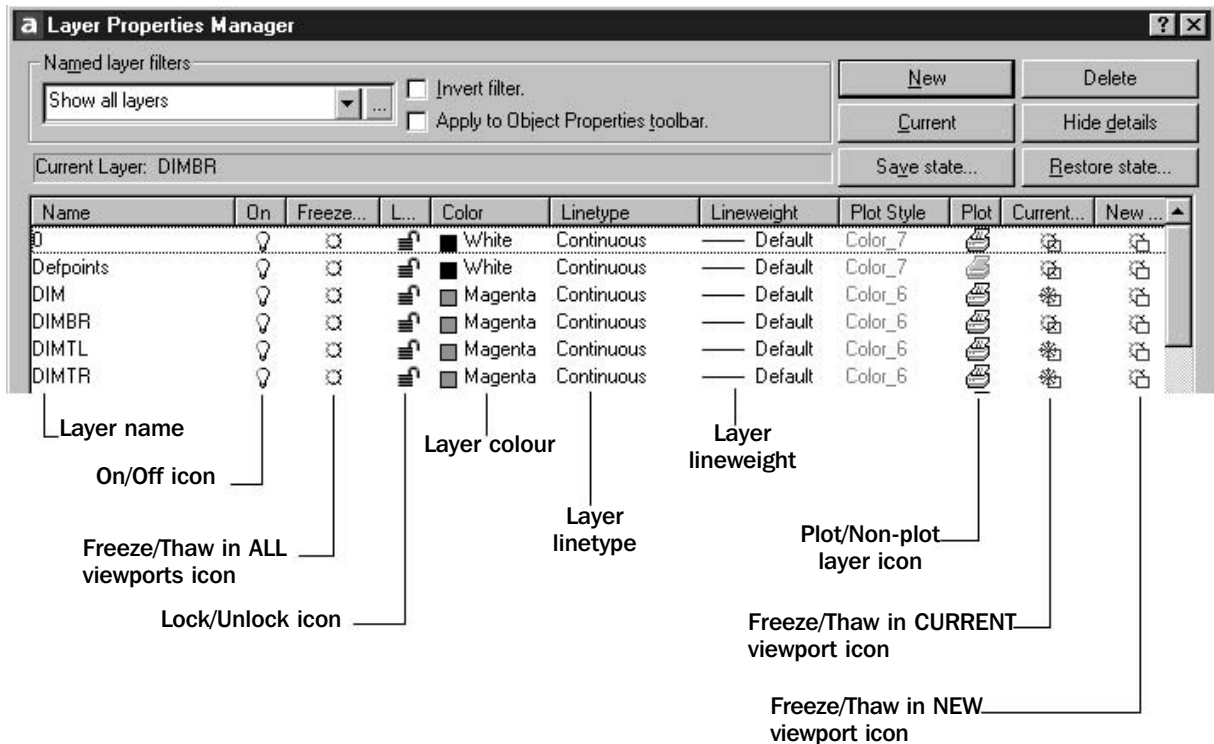 a Layer Properties Manager ? X
Named layer filters
Show all layers ...
Invert filter.
Apply to Object Properties toolbar.
New Delete
Current Hide details
Save state... Restore state...
Current Layer: DIMBR
Name On Freeze... L... Color Linetype Lineweight Plot Style Plot Current... New ...
0 White Continuous Default Color_7
Defpoints White Continuous Default Color_7
DIM Magenta Continuous Default Color_6
DIMBR Magenta Continuous Default Color_6
DIMTL Magenta Continuous Default Color_6
DIMTR Magenta Continuous Default Color_6
Layer name
On/Off icon
Freeze/Thaw in ALL
viewports icon
Lock/Unlock icon
Layer colour
Layer
linetype
Layer
lineweight
Plot/Non-plot
layer icon
Freeze/Thaw in CURRENT
viewport icon
Freeze/Thaw in NEW
viewport icon